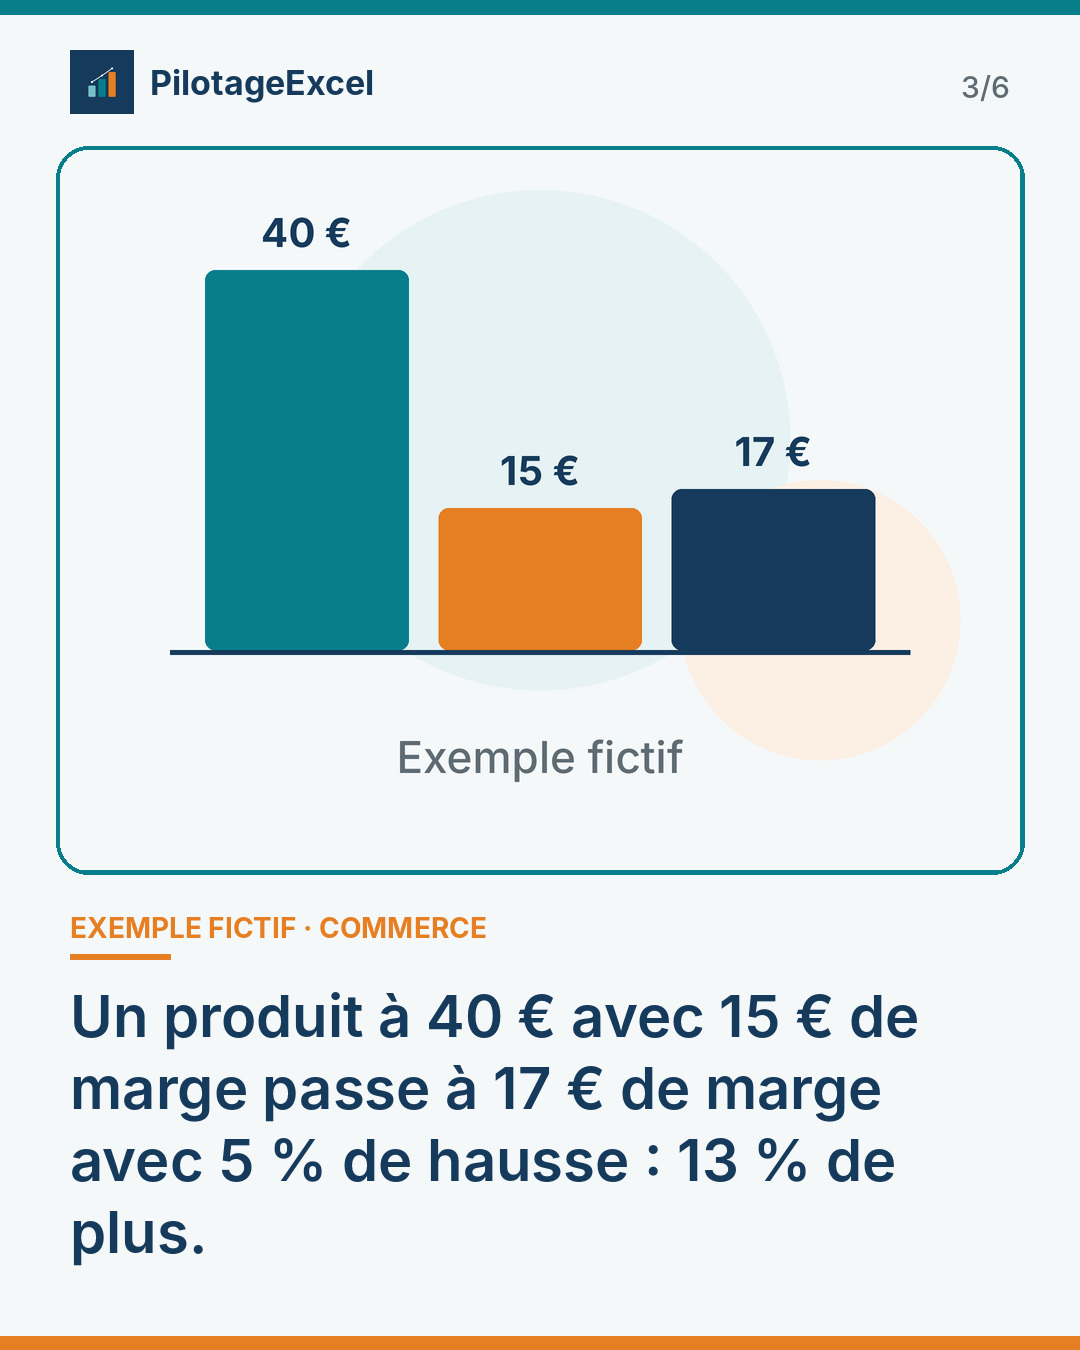 PilotageExcel
3/6
40 €
15 €
17 €
Exemple fictif
EXEMPLE FICTIF · COMMERCE
Un produit à 40 € avec 15 € de
marge passe à 17 € de marge
avec 5 % de hausse : 13 % de
plus.